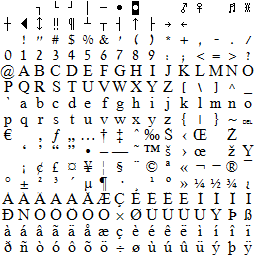 ┐ └ ┘ │ ─ • ◘ ♂ ♀ ♬
┼ ◄ ↕ ‼ ¶ ┴ ┬ ┤ ↑ ├ → ←
! " # $ % & ' ( ) * + , - . /
0 1 2 3 4 5 6 7 8 9 : ; < = > ?
@ A B C D E F G H I J K L M N O
P Q R S T U V W X Y Z [ \ ] ^ _
` a b c d e f g h i j k l m n o
p q r s t u v w x y z { | } ~
€ ‚ ƒ „ … † ‡ ˆ ‰ Š ‹ Œ Ž
‘ ’ “ ” • – — ˜ ™ š › œ ž Ÿ
¡ ¢ £ ¤ ¥ ¦ § ¨ © ª « ¬ - ® ¯
° ± ² ³ ´ µ ¶ · ¸ ¹ º » ¼ ½ ¾ ¿
À Á Â Ã Ä Å Æ Ç È É Ê Ë Ì Í Î Ï
Ð Ñ Ò Ó Ô Õ Ö × Ø Ù Ú Û Ü Ý Þ ß
à á â ã ä å æ ç è é ê ë ì í î ï
ð ñ ò ó ô õ ö ÷ ø ù ú û ü ý þ ÿ